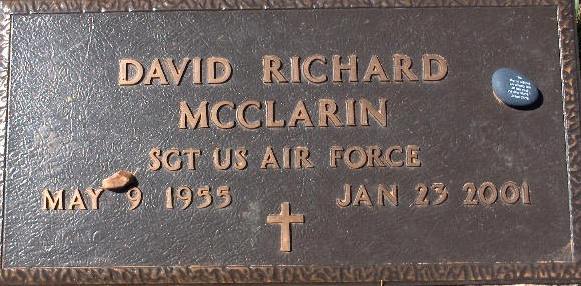 DAVID RICHARD
MCCLARIN
SGT US AIR FORCE
MAY 9 1955 JAN 23 2001